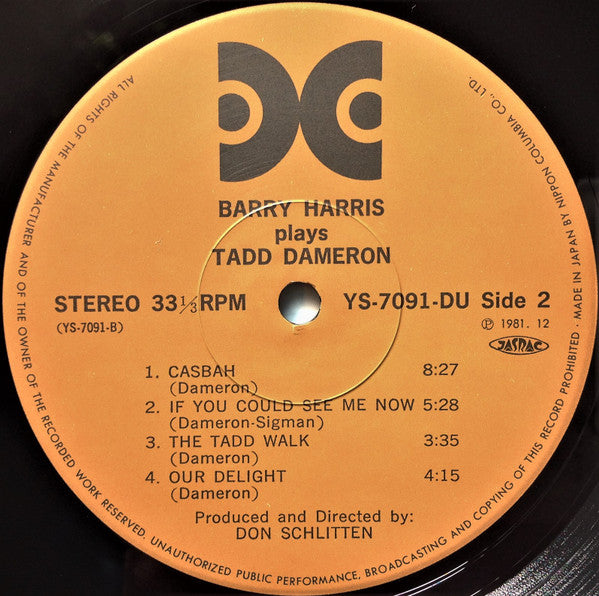 BARRY HARRIS
plays
TADD DAMERON
STEREO 33 1/3 RPM
YS-7091-DU Side 2
(YS-7091-B)
Ⓟ 1981. 12
JASRAC
1. CASBAH 8:27
(Dameron)
2. IF YOU COULD SEE ME NOW 5:28
(Dameron-Sigman)
3. THE TADD WALK 3:35
(Dameron)
4. OUR DELIGHT 4:15
(Dameron)
Produced and Directed by:
DON SCHLITTEN
ALL RIGHTS OF THE MANUFACTURER AND OF THE OWNER OF THE RECORDED WORK RESERVED. UNAUTHORIZED PUBLIC PERFORMANCE, BROADCASTING AND COPYING OF THIS RECORD PROHIBITED · MADE IN JAPAN BY NIPPON COLUMBIA CO., LTD.